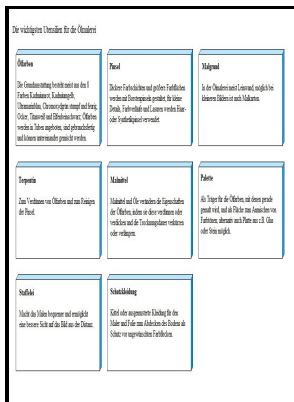 Die wichtigsten Utensilien für die Ölmalerei
Ölfarben
Die Grundausstattung besteht meist aus den 8
Farben Kadmiumrot, Kadmiumgelb,
Ultramarinblau, Chromoxydgrün stumpf und feurig,
Ocker, Titanweiß und Elfenbeinschwarz; Ölfarben
werden in Tuben angeboten, sind gebrauchsfertig
und können untereinander gemischt werden.
Pinsel
Dickere Farbschichten und größere Farbflächen
werden mit Borstenpinseln gestaltet, für kleine
Details, Farbverläufe und Lasuren werden Haar-
oder Synthetikpinsel verwendet.
Malgrund
In der Ölmalerei meist Leinwand, möglich bei
kleineren Bildern ist auch Malkarton.
Terpentin
Zum Verdünnen von Ölfarben und zum Reinigen
der Pinsel.
Malmittel
Malmittel und Öle verändern die Eigenschaften
der Ölfarben, indem sie diese verdünnen oder
verdicken und die Trocknungsdauer verkürzen
oder verlängern.
Palette
Als Träger für die Ölfarben, mit denen gerade
gemalt wird, und als Fläche zum Ausmischen von
Farbtönen; alternativ auch Platte aus z.B. Glas
oder Stein möglich.
Staffelei
Macht das Malen bequemer und ermöglicht
eine bessere Sicht auf das Bild aus der Distanz.
Schutzkleidung
Kittel oder ausgemusterte Kleidung für den
Maler und Folie zum Abdecken des Bodens als
Schutz vor ungewünschten Farbflecken.